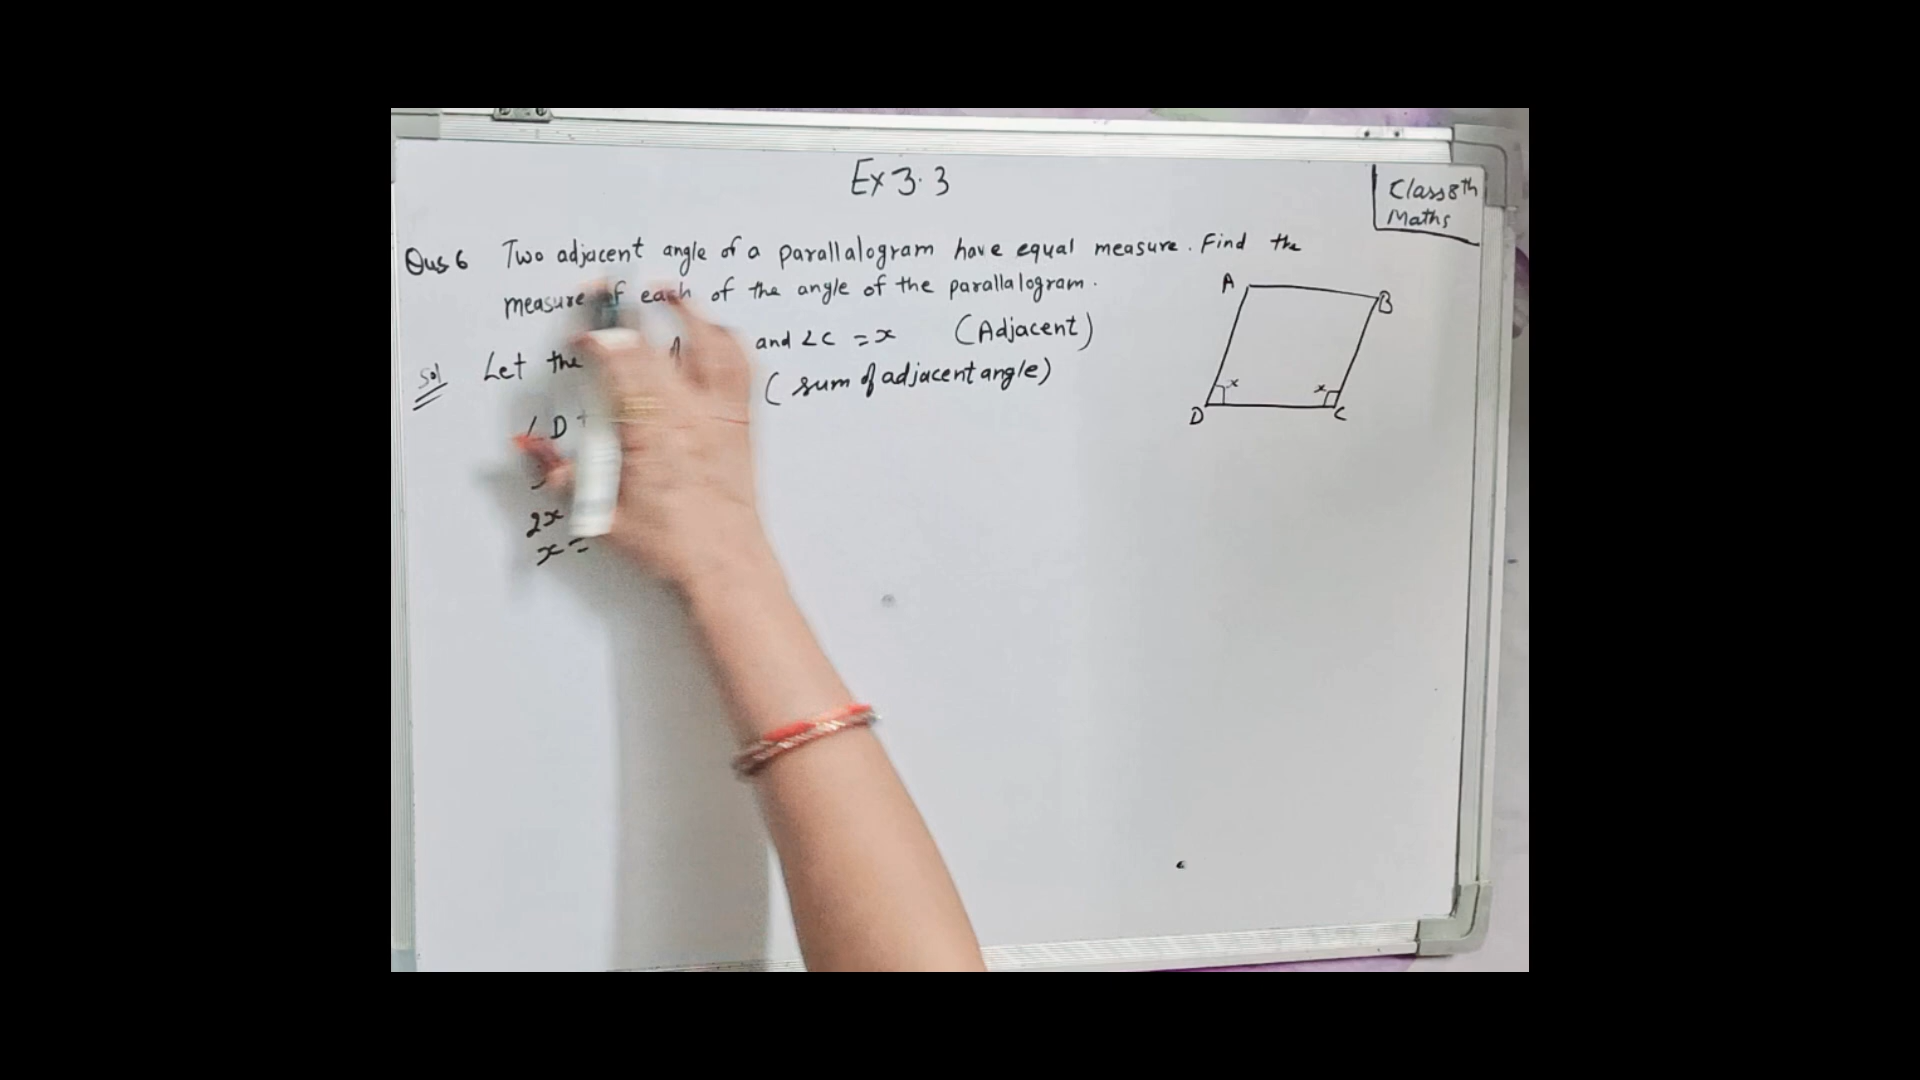 Ex 3.3
Class 8th
Maths
Qus 6 Two adjacent angle of a parallalogram have equal measure. Find the
measure of each of the angle of the parallalogram.
Sol Let the and ∠C = x (Adjacent)
(sum of adjacent angle)
∠D +
2x
x =
A
B
x
x
D
C